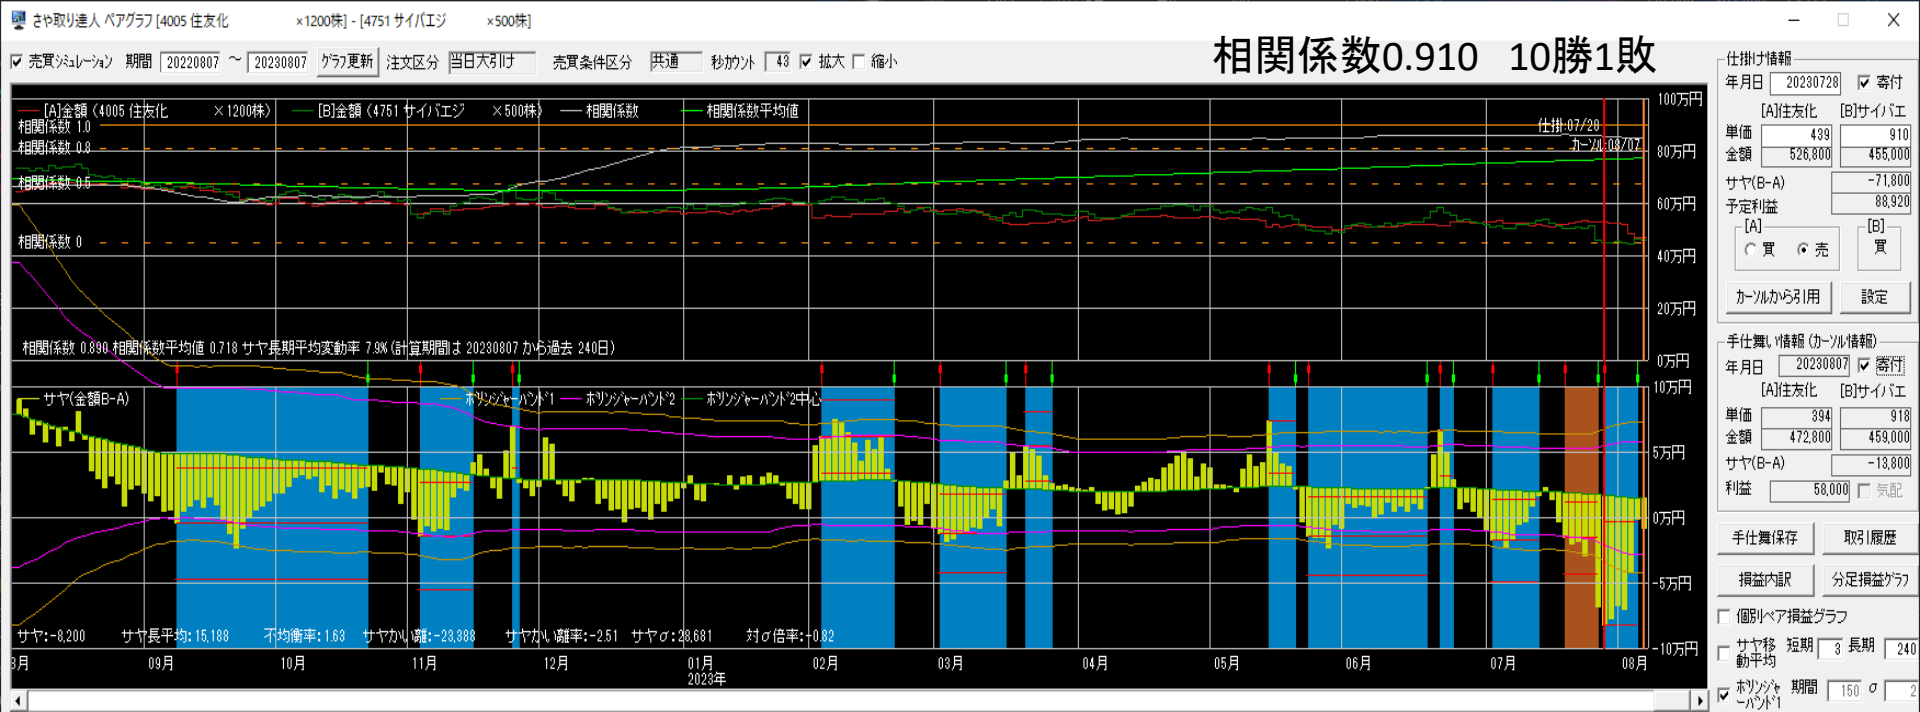 さや取り達人 ペアグラフ [4005 住友化 ×1200株] - [4751 サイバエジ ×500株]
売買シミュレーション 期間 20220807 ～ 20230807 グラフ更新 注文区分 当日大引け 売買条件区分 共通 秒カウント 43 拡大 縮小
相関係数0.910 10勝1敗
[A]金額 (4005 住友化 ×1200株) [B]金額 (4751 サイバエジ ×500株) 相関係数 相関係数平均値
相関係数 1.0
相関係数 0.8
相関係数 0.5
相関係数 0
仕掛:07/28
カーソル:08/07
100万円
80万円
60万円
40万円
20万円
0万円
相関係数 0.890 相関係数平均値 0.718 サヤ長期平均変動率 7.9% (計算期間は 20230807 から過去 240日)
サヤ(金額B-A) ボリンジャーバンド1 ボリンジャーバンド2 ボリンジャーバンド2中心
10万円
5万円
0万円
-5万円
-10万円
サヤ:-8,200 サヤ長平均:15,188 不均衡率:1.63 サヤかい離:-23,388 サヤかい離率:-2.51 サヤσ:28,681 対σ倍率:-0.82
8月 09月 10月 11月 12月 01月 02月 03月 04月 05月 06月 07月 08月
2023年
仕掛け情報
年月日 20230728 寄付
[A]住友化 [B]サイバエ
単価 439 910
金額 526,800 455,000
サヤ(B-A) -71,800
予定利益 88,920
[A] [B]
買 売 買
カーソルから引用 設定
手仕舞い情報 (カーソル情報)
年月日 20230807 寄付
[A]住友化 [B]サイバエ
単価 394 918
金額 472,800 459,000
サヤ(B-A) -13,800
利益 58,000 気配
手仕舞保存 取引履歴
損益内訳 分足損益グラフ
個別ペア損益グラフ
サヤ移動平均 短期 3 長期 240
ボリンジャーバンド1 期間 150 σ 2